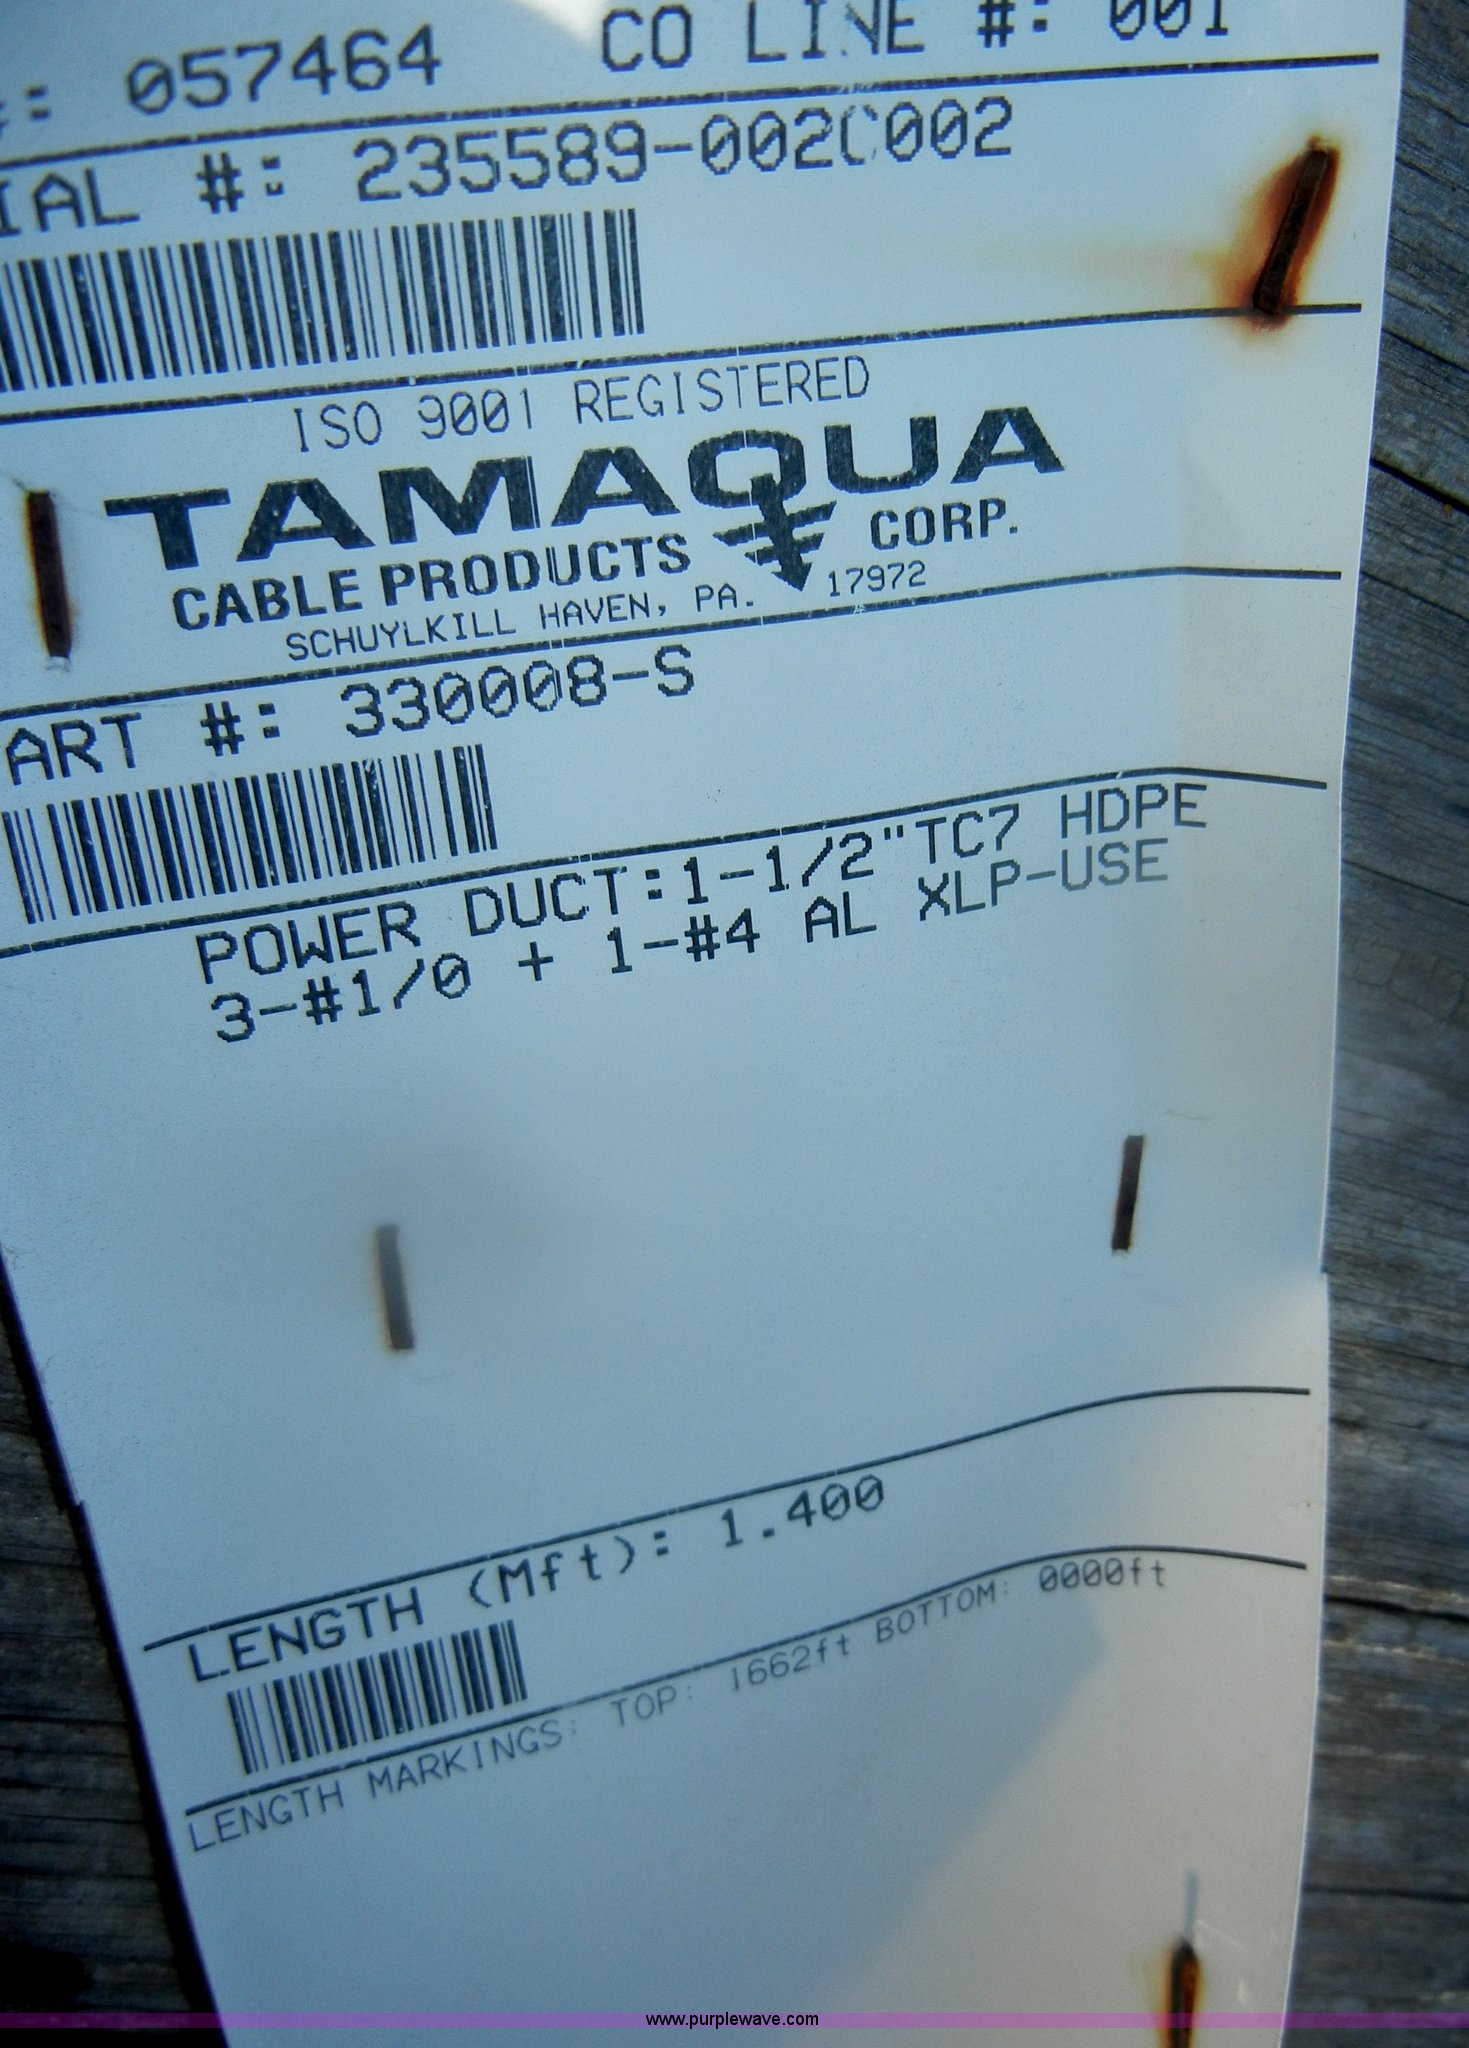 : 057464 CO LINE #: 001
IAL #: 235589-002C002
ISO 9001 REGISTERED
TAMAQUA
CABLE PRODUCTS CORP.
SCHUYLKILL HAVEN, PA. 17972
ART #: 330008-S
POWER DUCT:1-1/2"TC7 HDPE
3-#1/0 + 1-#4 AL XLP-USE
LENGTH (Mft): 1.400
LENGTH MARKINGS: TOP: 1662ft BOTTOM: 0000ft
www.purplewave.com